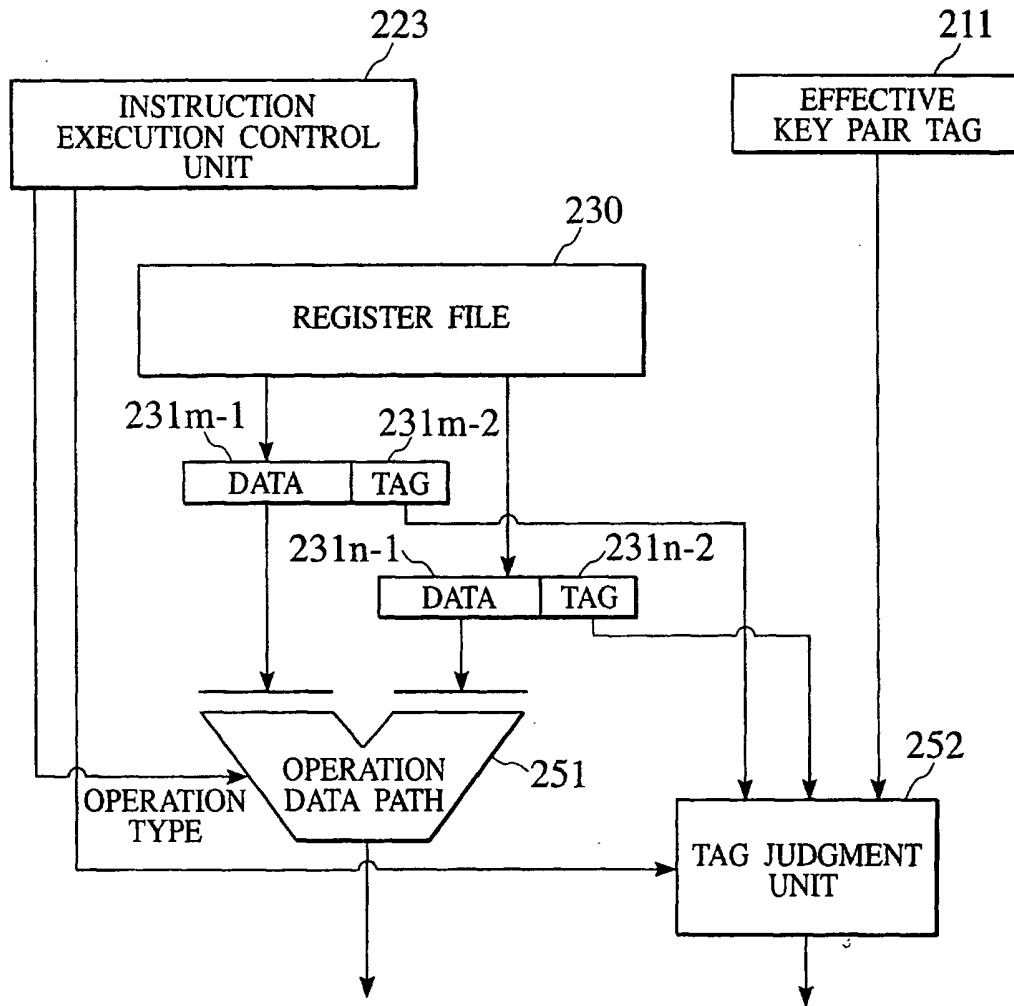 223
INSTRUCTION
EXECUTION CONTROL
UNIT
211
EFFECTIVE
KEY PAIR TAG
230
REGISTER FILE
231m-1
231m-2
DATA
TAG
231n-1
231n-2
DATA
TAG
OPERATION
DATA PATH
251
OPERATION
TYPE
252
TAG JUDGMENT
UNIT